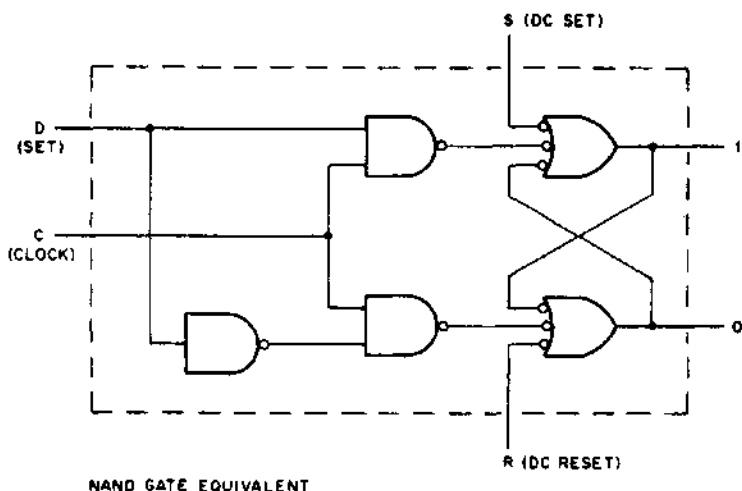 S (DC SET)
D
(SET)
1
C
(CLOCK)
0
R (DC RESET)
NAND GATE EQUIVALENT